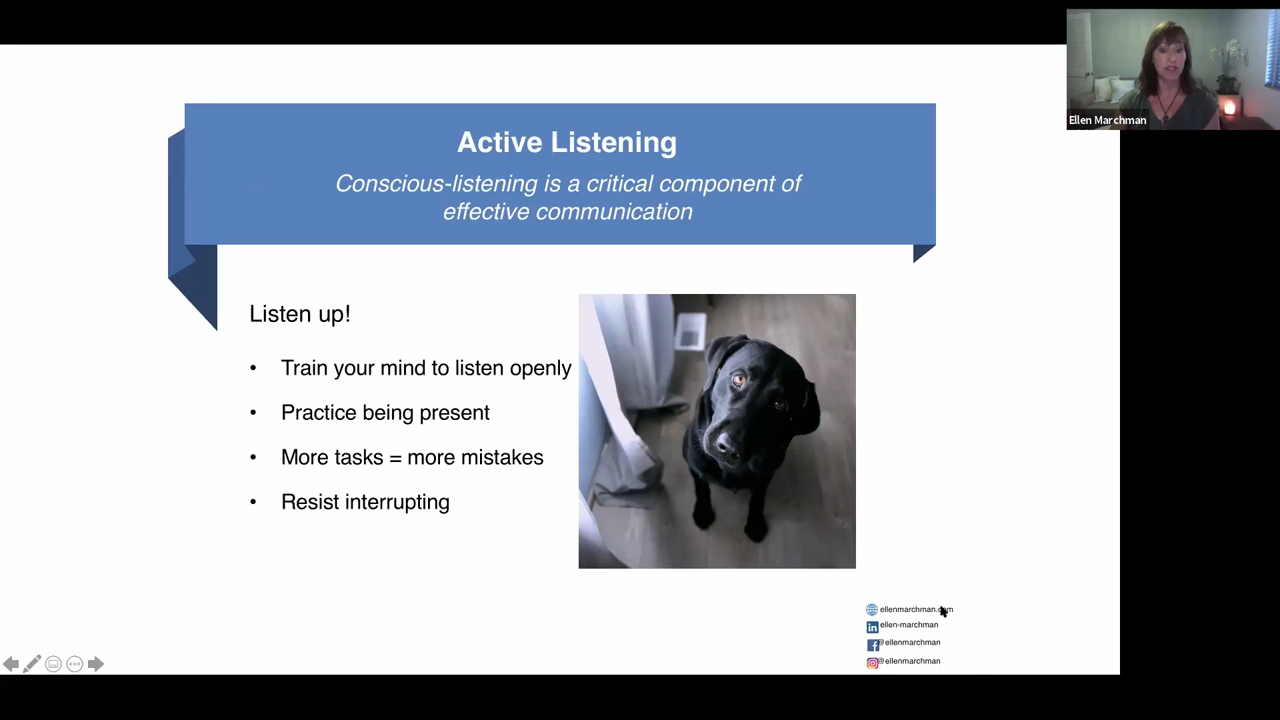 Ellen Marchman
Active Listening
Conscious-listening is a critical component of
effective communication
Listen up!
• Train your mind to listen openly
• Practice being present
• More tasks = more mistakes
• Resist interrupting
ellenmarchman.com
ellen-marchman
@ellenmarchman
@ellenmarchman